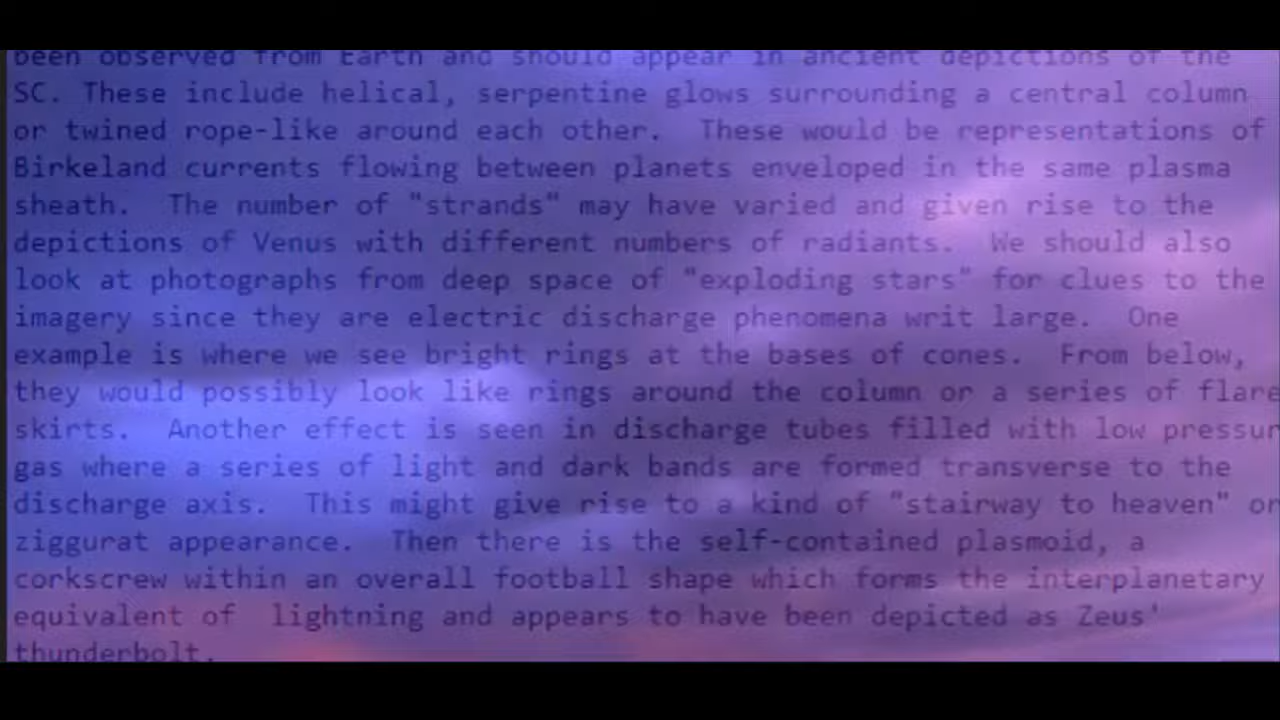 been observed from Earth and should appear in ancient depictions of the
SC. These include helical, serpentine glows surrounding a central column
or twined rope-like around each other.  These would be representations of
Birkeland currents flowing between planets enveloped in the same plasma
sheath.  The number of "strands" may have varied and given rise to the
depictions of Venus with different numbers of radiants.  We should also
look at photographs from deep space of "exploding stars" for clues to the
imagery since they are electric discharge phenomena writ large.  One
example is where we see bright rings at the bases of cones.  From below,
they would possibly look like rings around the column or a series of flare
skirts.  Another effect is seen in discharge tubes filled with low pressur
gas where a series of light and dark bands are formed transverse to the
discharge axis.  This might give rise to a kind of "stairway to heaven" or
ziggurat appearance.  Then there is the self-contained plasmoid, a
corkscrew within an overall football shape which forms the interplanetary
equivalent of  lightning and appears to have been depicted as Zeus'
thunderbolt.